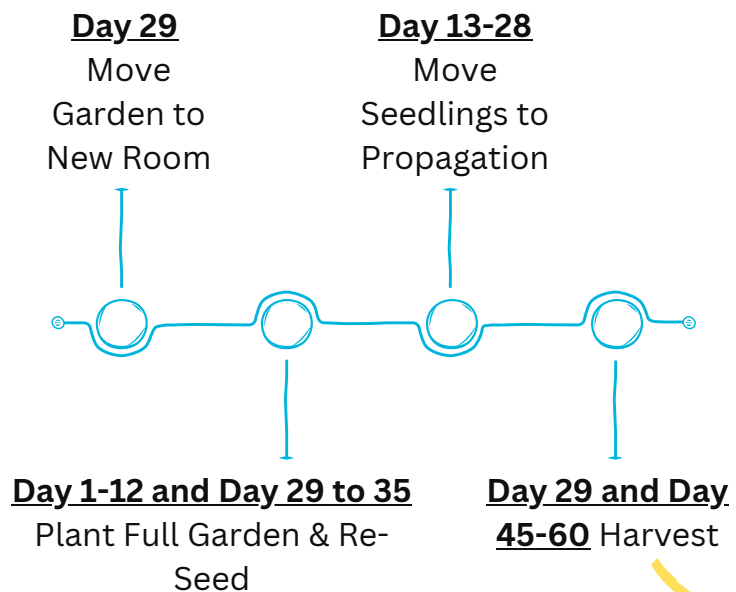 Day 29
Move
Garden to
New Room
Day 13-28
Move
Seedlings to
Propagation
Day 1-12 and Day 29 to 35
Plant Full Garden & Re-
Seed
Day 29 and Day
45-60 Harvest